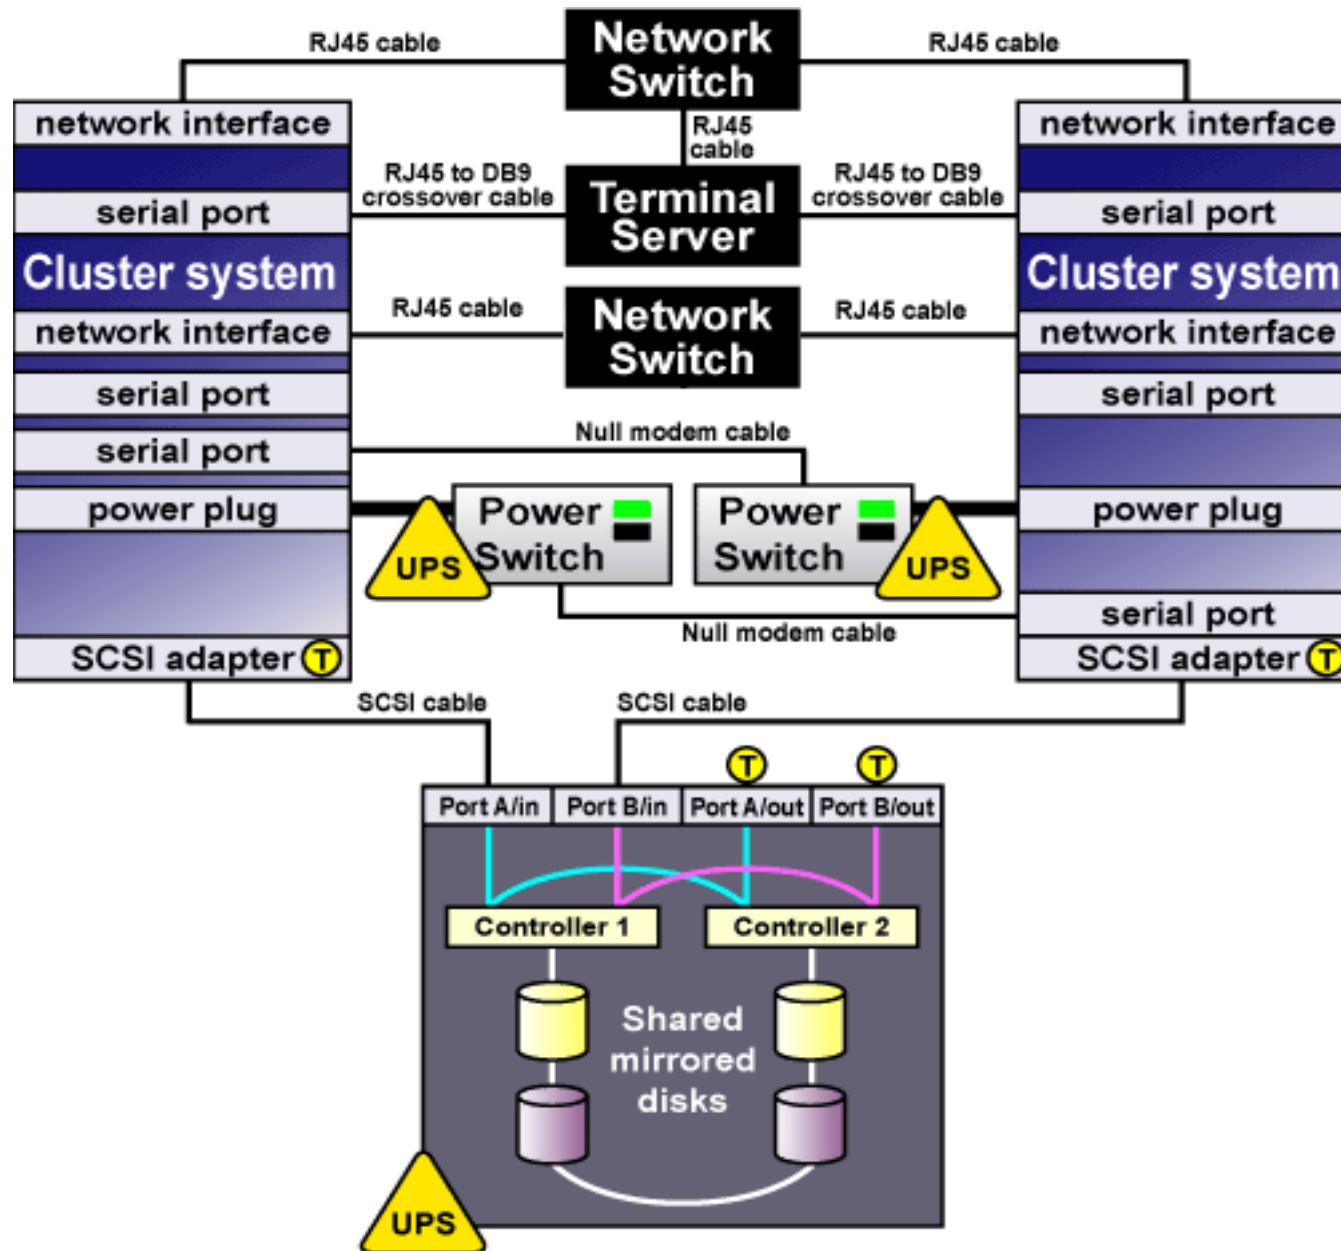 RJ45 cable
Network
Switch
RJ45 cable
network interface
RJ45
cable
network interface
RJ45 to DB9
crossover cable
Terminal
Server
RJ45 to DB9
crossover cable
serial port
serial port
Cluster system
Cluster system
RJ45 cable
Network
Switch
RJ45 cable
network interface
network interface
serial port
serial port
Null modem cable
serial port
power plug
UPS
Power
Switch
Power
Switch
UPS
power plug
serial port
Null modem cable
SCSI adapter T
SCSI adapter T
SCSI cable
SCSI cable
T
T
Port A/in
Port B/in
Port A/out
Port B/out
Controller 1
Controller 2
Shared
mirrored
disks
UPS